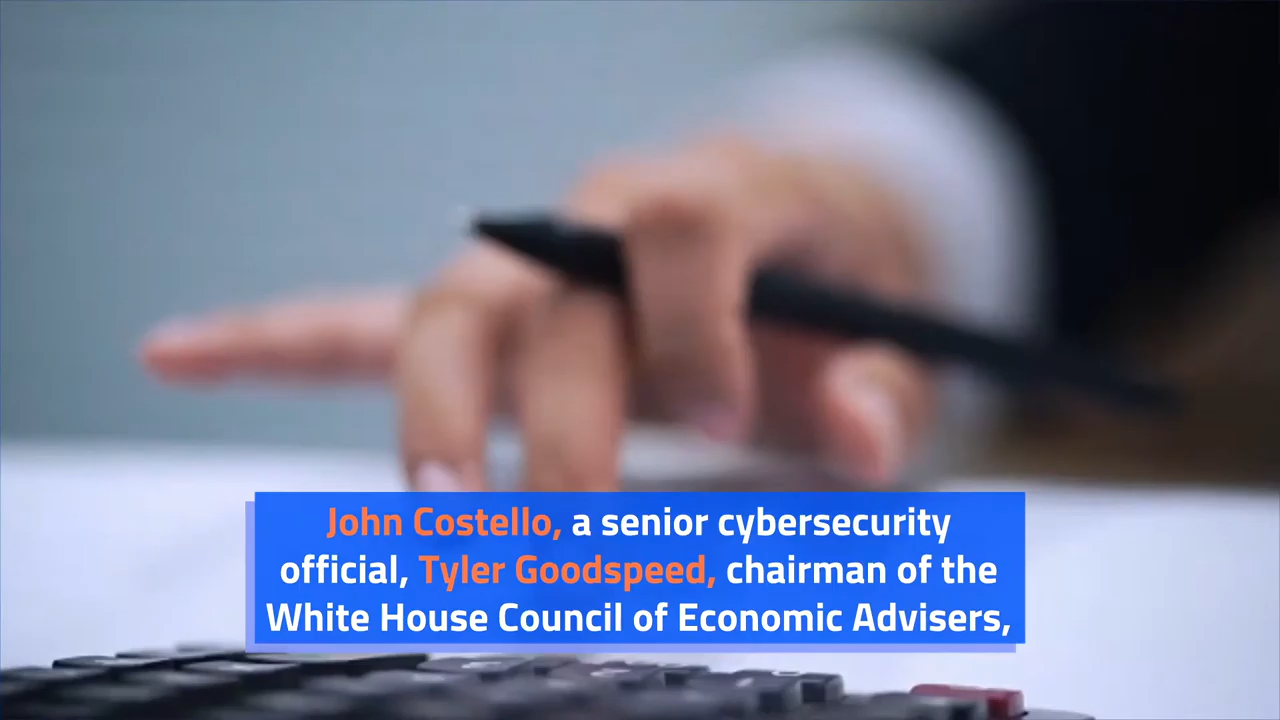 John Costello, a senior cybersecurity
official, Tyler Goodspeed, chairman of the
White House Council of Economic Advisers,